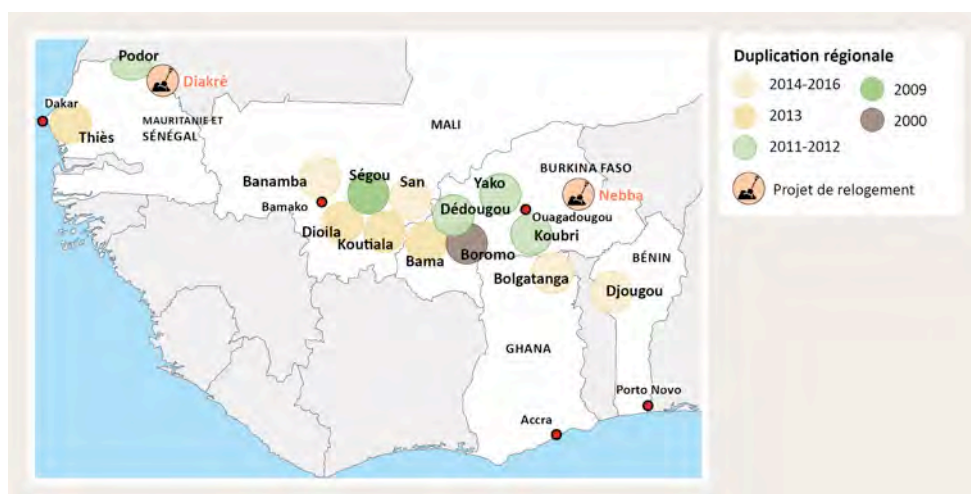 Podor
Diakré
Dakar
Thiès
MAURITANIE ET
SÉNÉGAL
MALI
Banamba
Ségou
San
Bamako
Dioila
Koutiala
Yako
BURKINA FASO
Nebba
Dédougou
Ouagadougou
Koubri
Bama
Boromo
BÉNIN
Bolgatanga
Djougou
GHANA
Porto Novo
Accra
Duplication régionale
2014-2016
2013
2011-2012
2009
2000
Projet de relogement